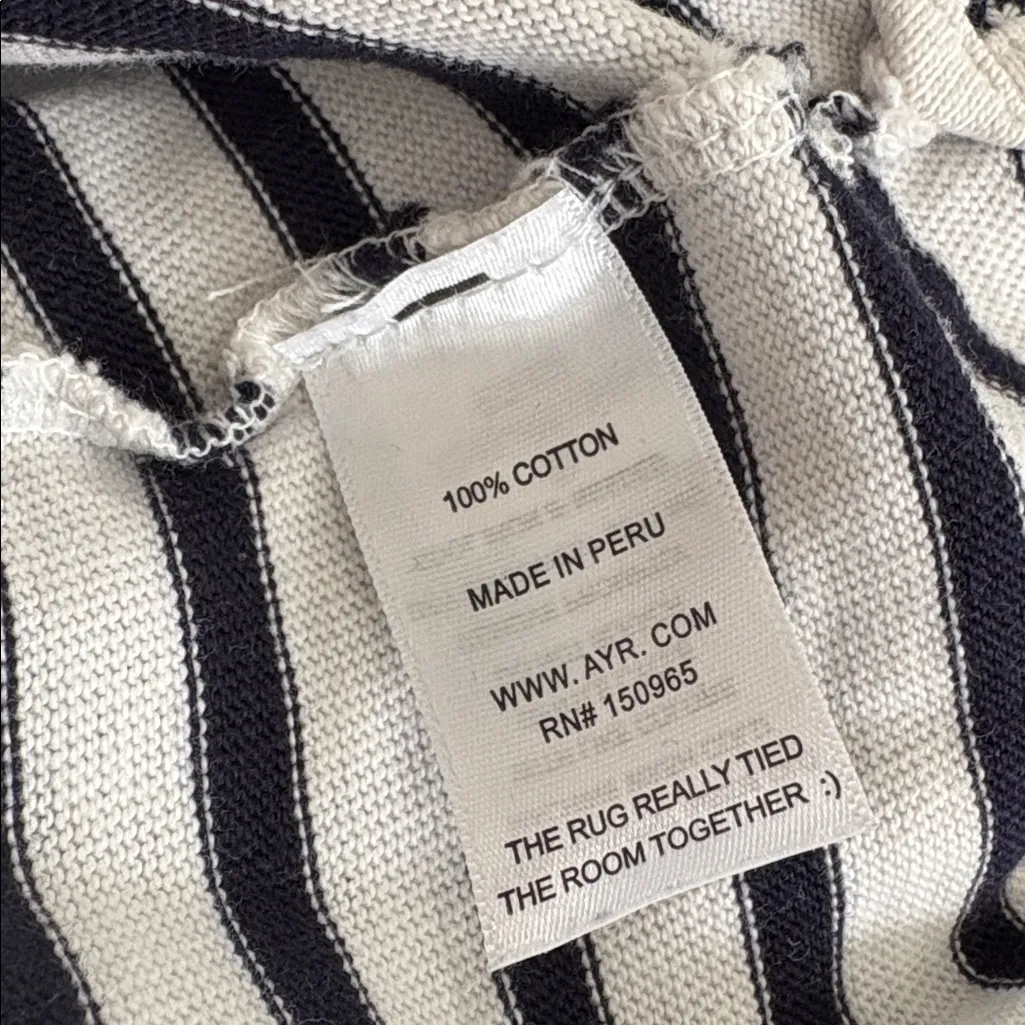 100% COTTON
MADE IN PERU
WWW. AYR. COM
RN# 150965
THE RUG REALLY TIED
THE ROOM TOGETHER :)